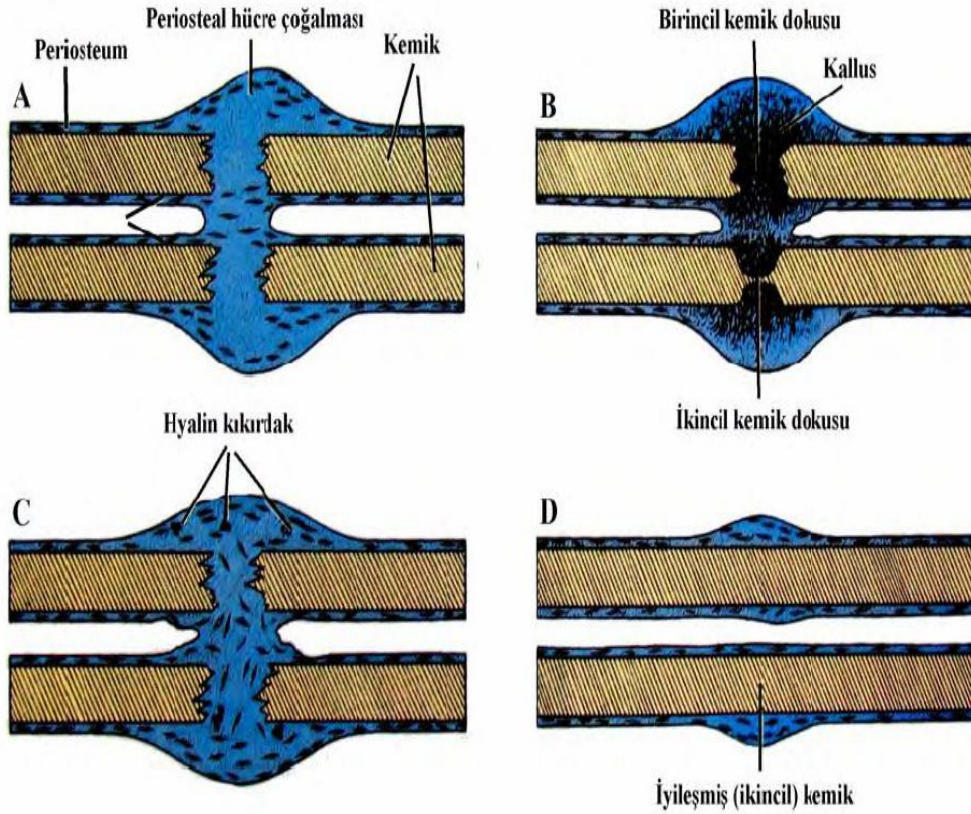 Periosteal hücre çoğalması
Periosteum
Kemik
A
Birincil kemik dokusu
Kallus
B
İkincil kemik dokusu
Hyalin kıkırdak
C
D
İyileşmiş (ikincil) kemik